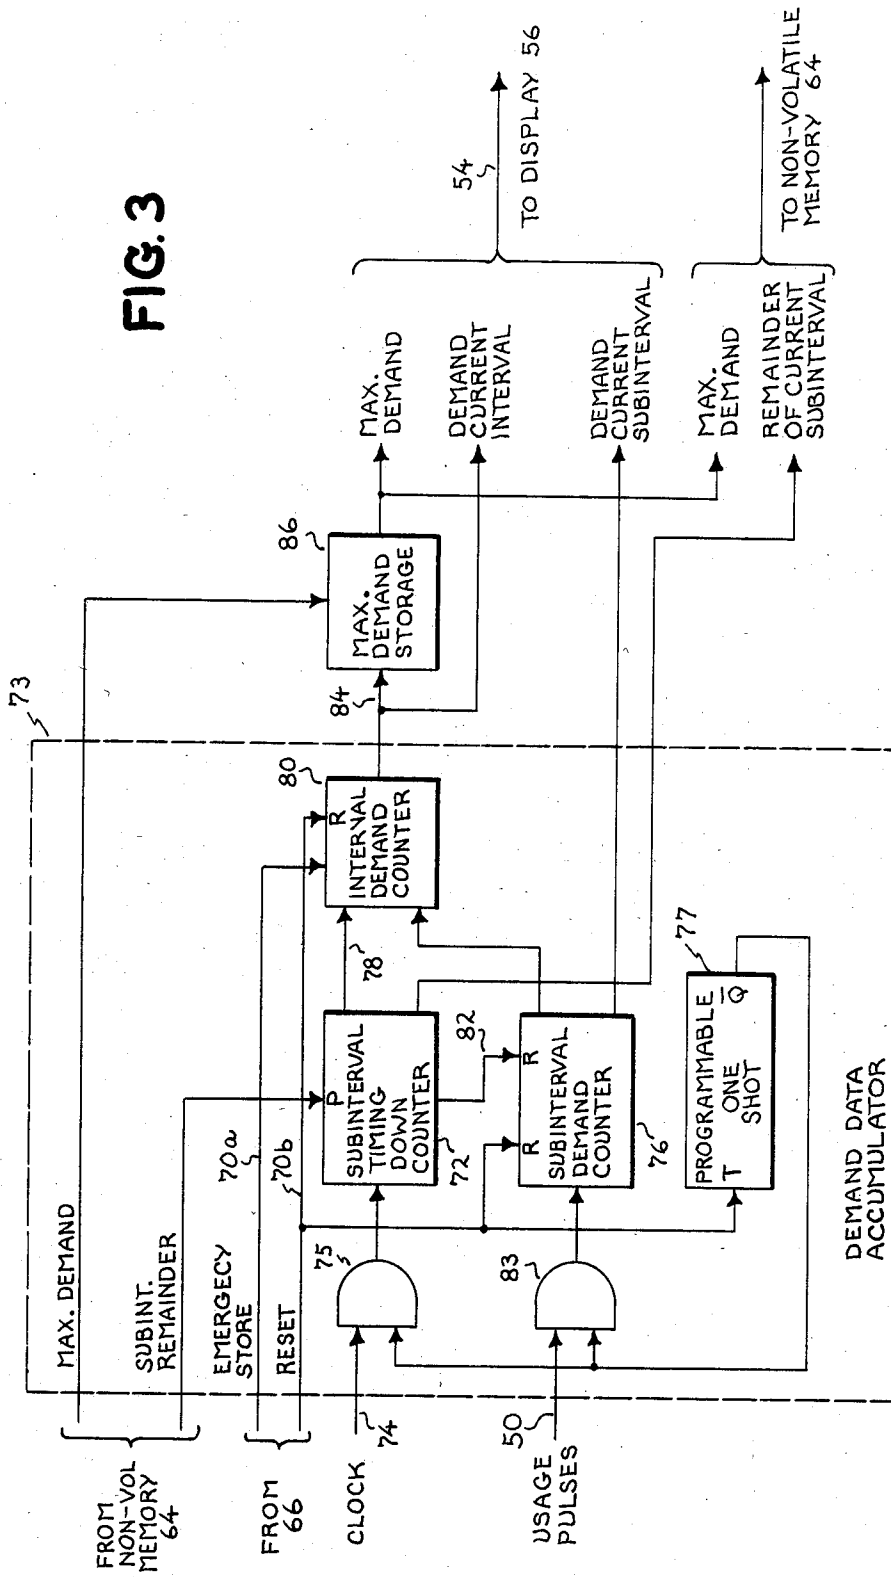 FIG. 3
FROM
NON-VOL
MEMORY
64
MAX. DEMAND
SUBINT.
REMAINDER
FROM
66
EMERGECY
STORE
RESET
70a
70b
CLOCK
74
75
USAGE
PULSES
50
83
P
SUBINTERVAL
TIMING
DOWN
COUNTER
72
78
82
R
R
SUBINTERVAL
DEMAND
COUNTER
76
PROGRAMMABLE
ONE
SHOT
T
Q̅
77
R
INTERVAL
DEMAND
COUNTER
80
73
DEMAND DATA
ACCUMULATOR
84
MAX.
DEMAND
STORAGE
86
MAX.
DEMAND
DEMAND
CURRENT
INTERVAL
DEMAND
CURRENT
SUBINTERVAL
54
TO DISPLAY 56
MAX.
DEMAND
REMAINDER
OF CURRENT
SUBINTERVAL
TO NON-VOLATILE
MEMORY 64